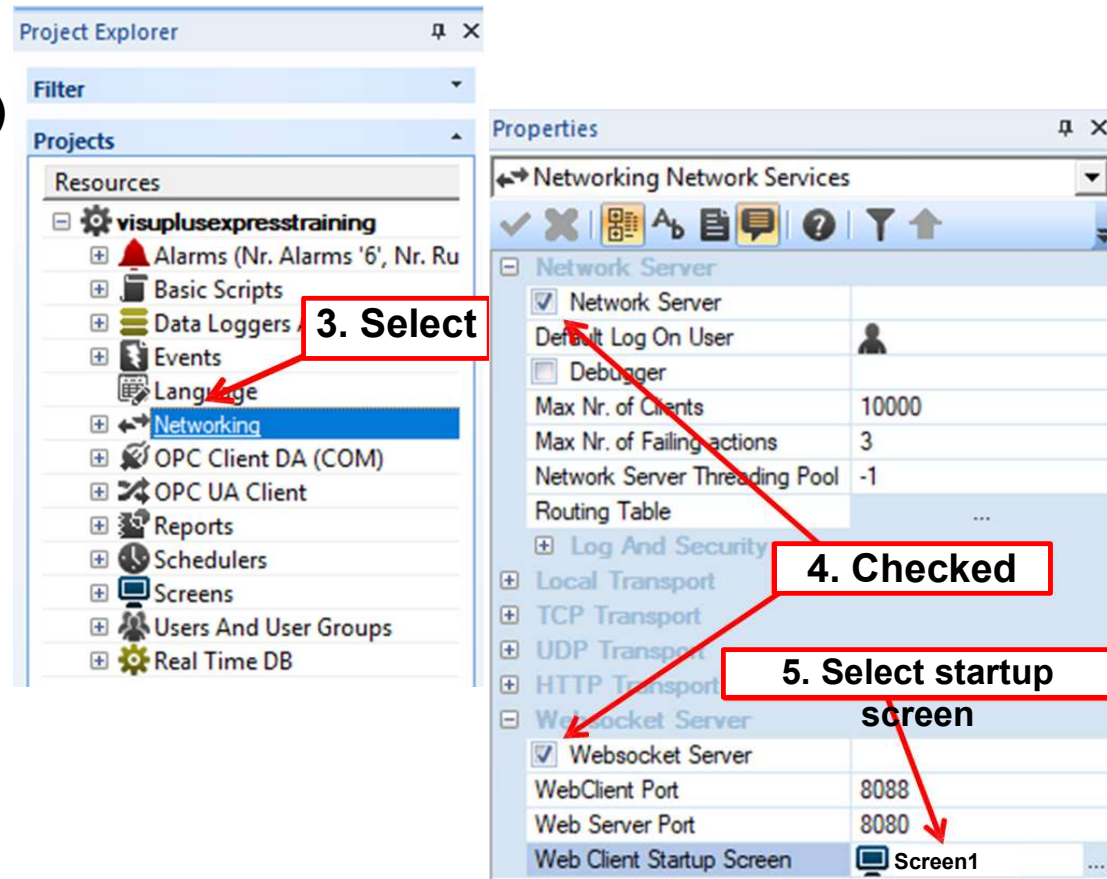 )
Project Explorer
Filter
Projects
Resources
visuplusexpresstraining
Alarms (Nr. Alarms '6', Nr. Ru
Basic Scripts
Data Loggers
3. Select
Events
Language
Networking
OPC Client DA (COM)
OPC UA Client
Reports
Schedulers
Screens
Users And User Groups
Real Time DB
Properties
Networking Network Services
Network Server
Network Server
Default Log On User
Debugger
Max Nr. of Clients 10000
Max Nr. of Failing actions 3
Network Server Threading Pool -1
Routing Table ...
Log And Security
4. Checked
Local Transport
TCP Transport
UDP Transport
HTTP Transport
5. Select startup
screen
Websocket Server
Websocket Server
WebClient Port 8088
Web Server Port 8080
Web Client Startup Screen Screen1 ...